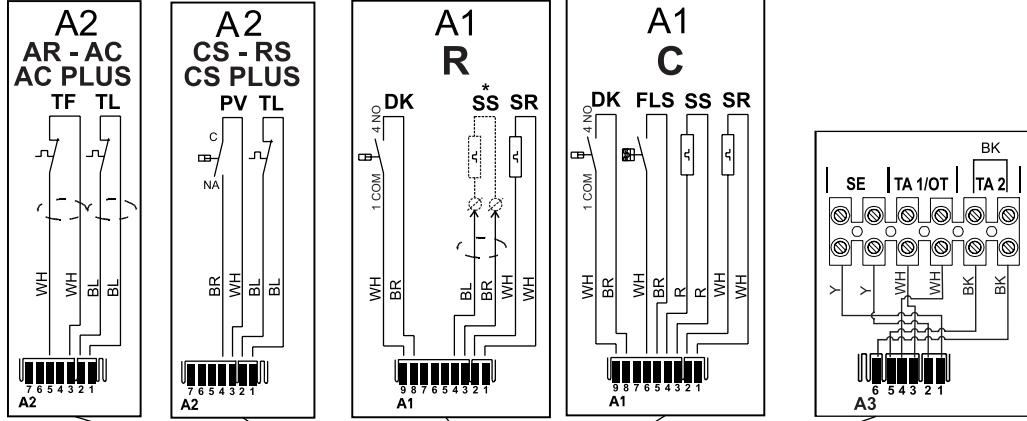 A2
AR - AC
AC PLUS
TF TL
WH WH BL BL
7 6 5 4 3 2 1
A2
A2
CS - RS
CS PLUS
PV TL
C
NA
BR WH BL BL
7 6 5 4 3 2 1
A2
A1
R
*
DK SS SR
4 NO
1 COM
WH BR BL BR WH WH
9 8 7 6 5 4 3 2 1
A1
A1
C
DK FLS SS SR
4 NO
1 COM
WH BR BR WH R R WH WH
9 8 7 6 5 4 3 2 1
A1
BK
SE TA 1/OT TA 2
Y Y WH WH BK BK
6 5 4 3 2 1
A3